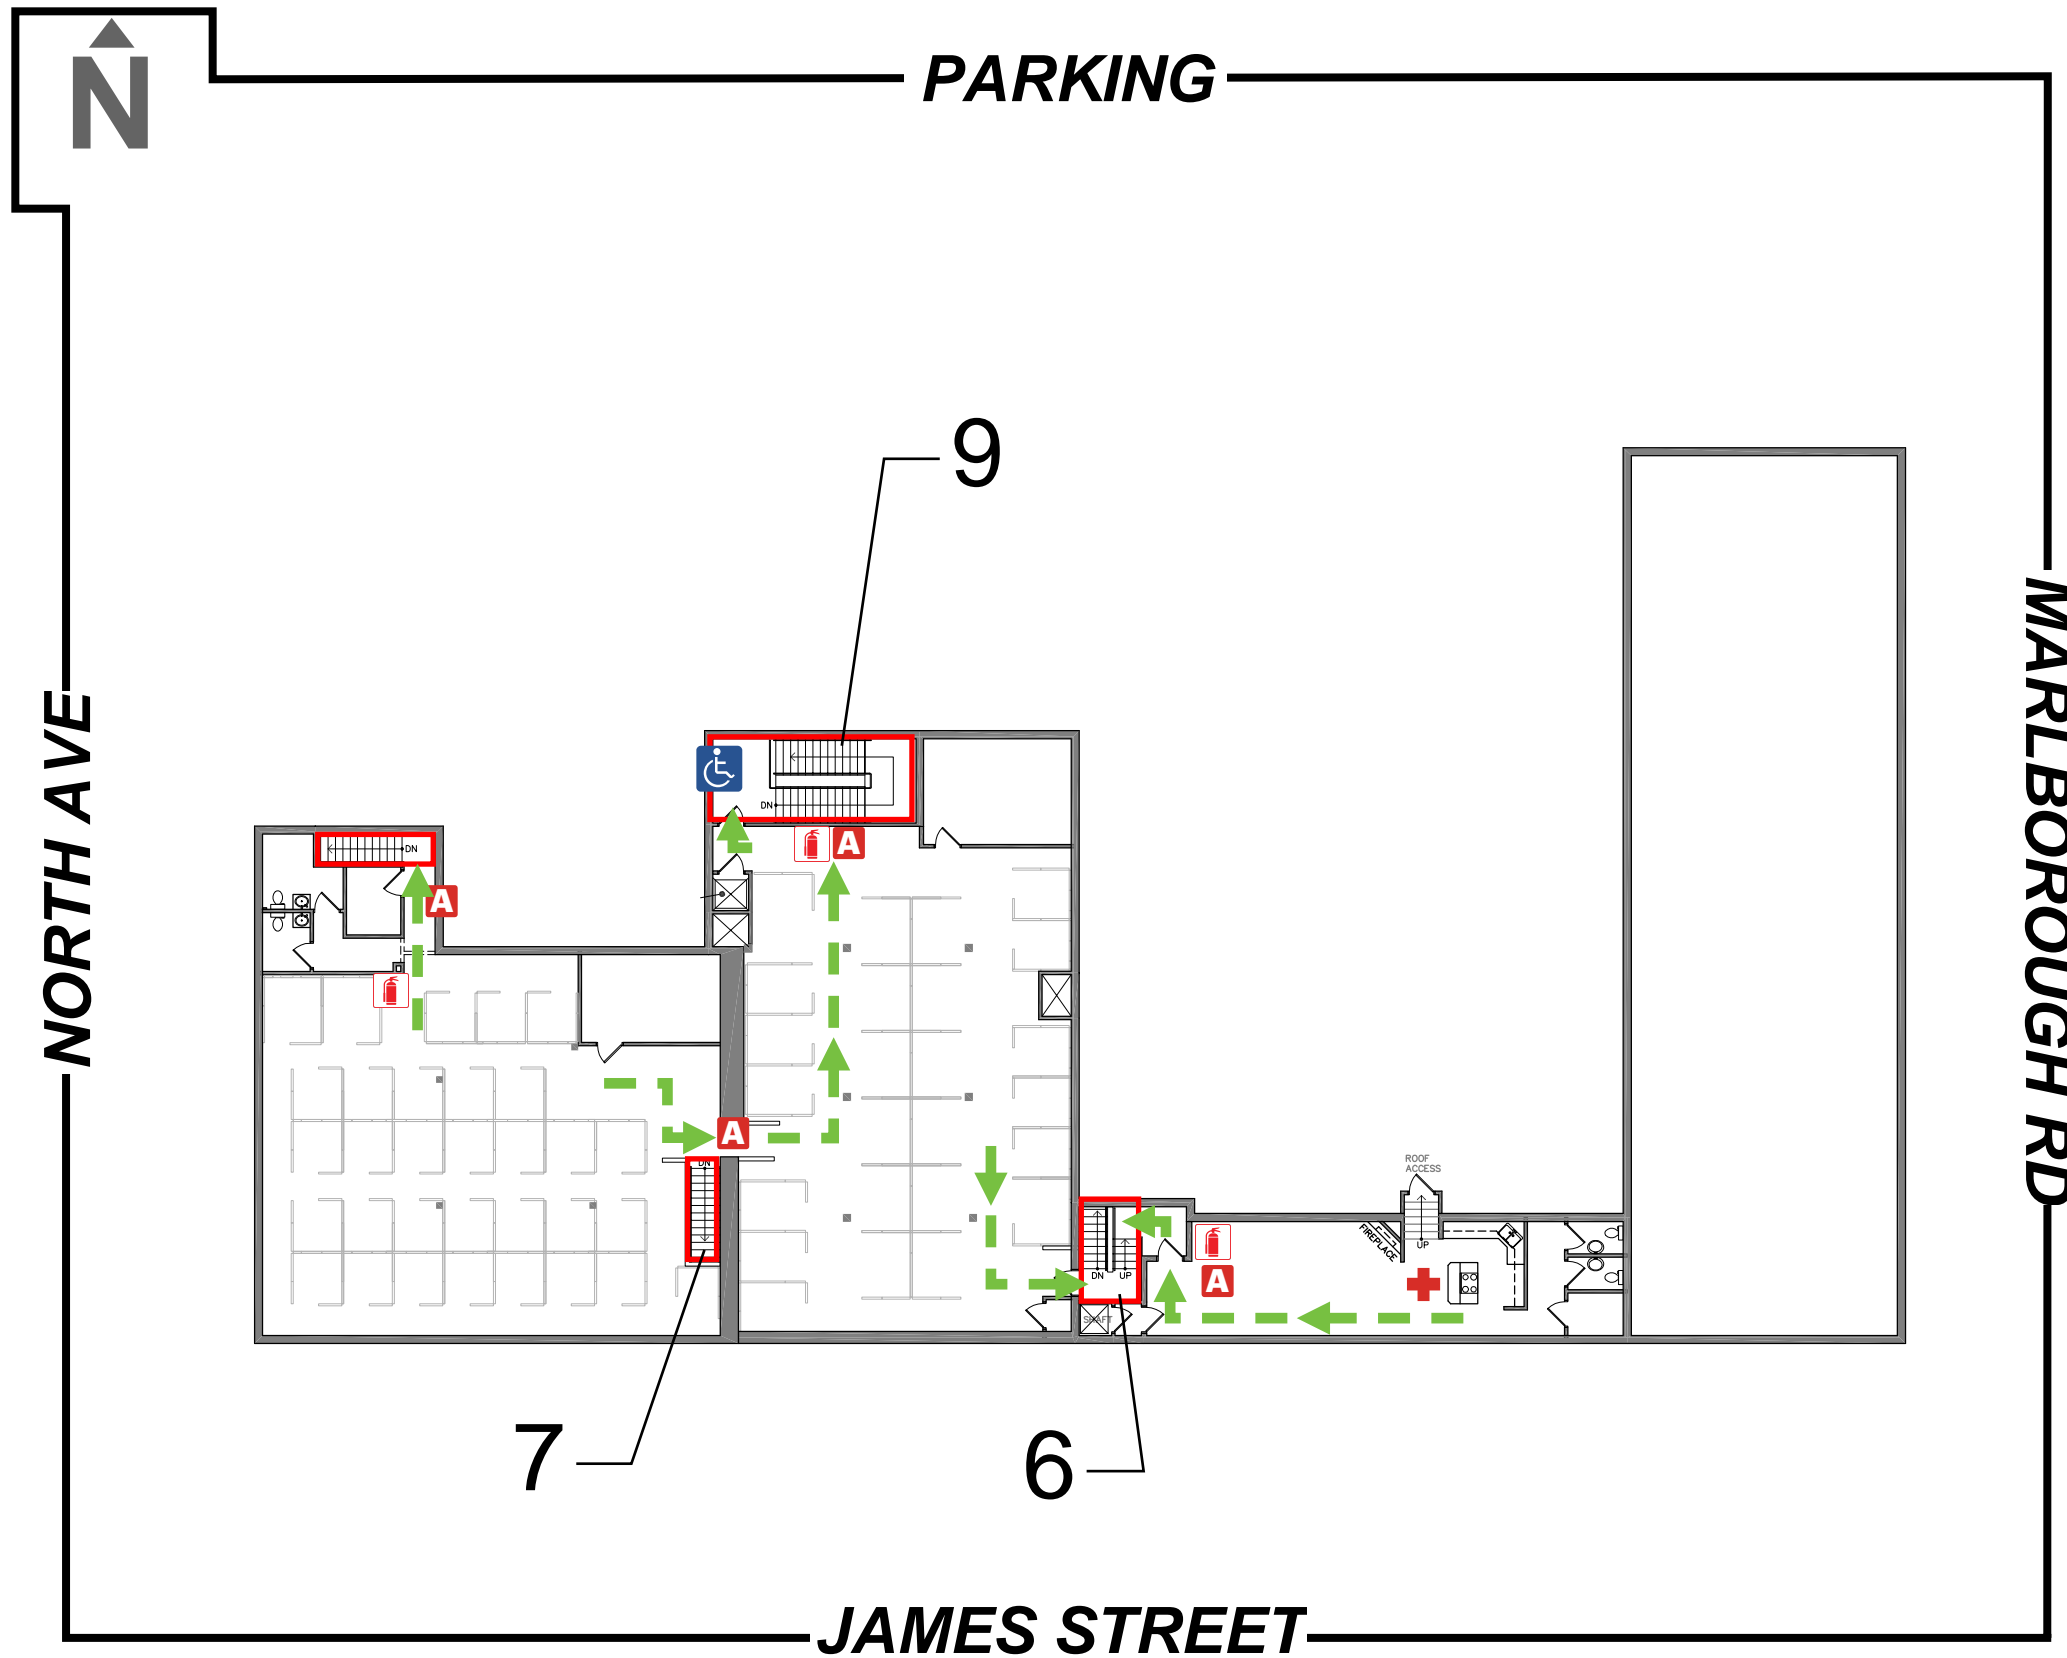 N
PARKING
9
DN
DN
A
A
NORTH AVE
MARLBOROUGH RD
A
DN
ROOF
ACCESS
FIREPLACE
UP
DN
UP
A
SHAFT
7
6
JAMES STREET